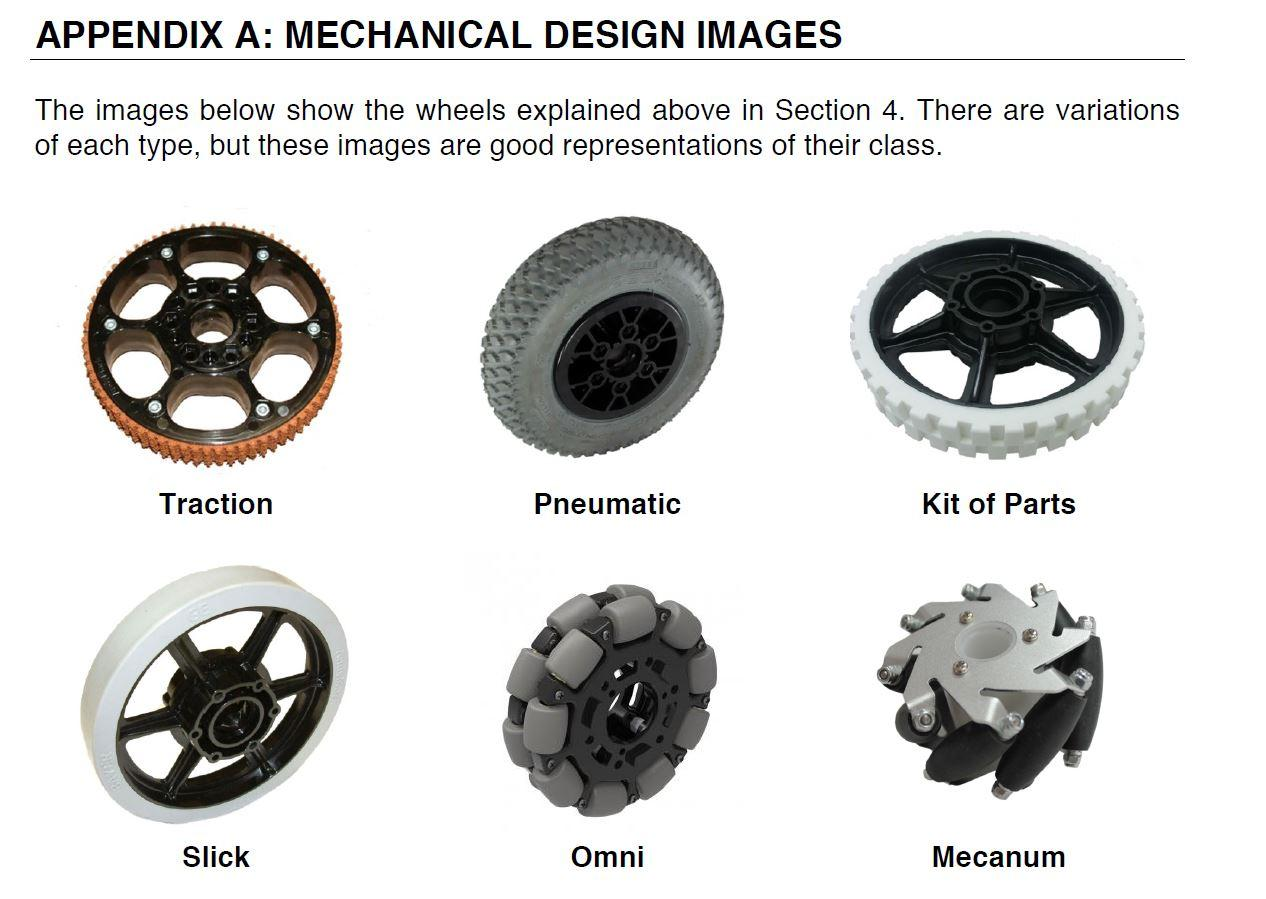 APPENDIX A: MECHANICAL DESIGN IMAGES
The images below show the wheels explained above in Section 4. There are variations
of each type, but these images are good representations of their class.
Traction
Pneumatic
Kit of Parts
Slick
Omni
Mecanum